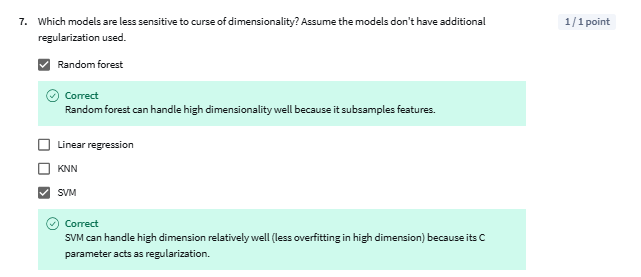 7. Which models are less sensitive to curse of dimensionality? Assume the models don't have additional
1 / 1 point
regularization used.
Random forest
Correct
Random forest can handle high dimensionality well because it subsamples features.
Linear regression
KNN
SVM
Correct
SVM can handle high dimension relatively well (less overfitting in high dimension) because its C
parameter acts as regularization.